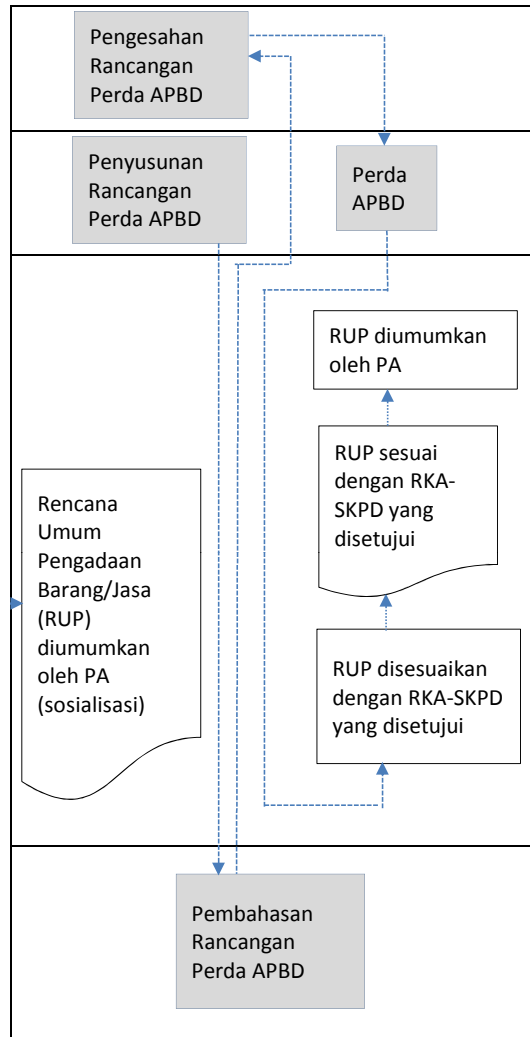 Pengesahan
Rancangan
Perda APBD
Penyusunan
Rancangan
Perda APBD
Perda
APBD
RUP diumumkan
oleh PA
RUP sesuai
dengan RKA-
SKPD yang
disetujui
Rencana
Umum
Pengadaan
Barang/Jasa
(RUP)
diumumkan
oleh PA
(sosialisasi)
RUP disesuaikan
dengan RKA-SKPD
yang disetujui
Pembahasan
Rancangan
Perda APBD